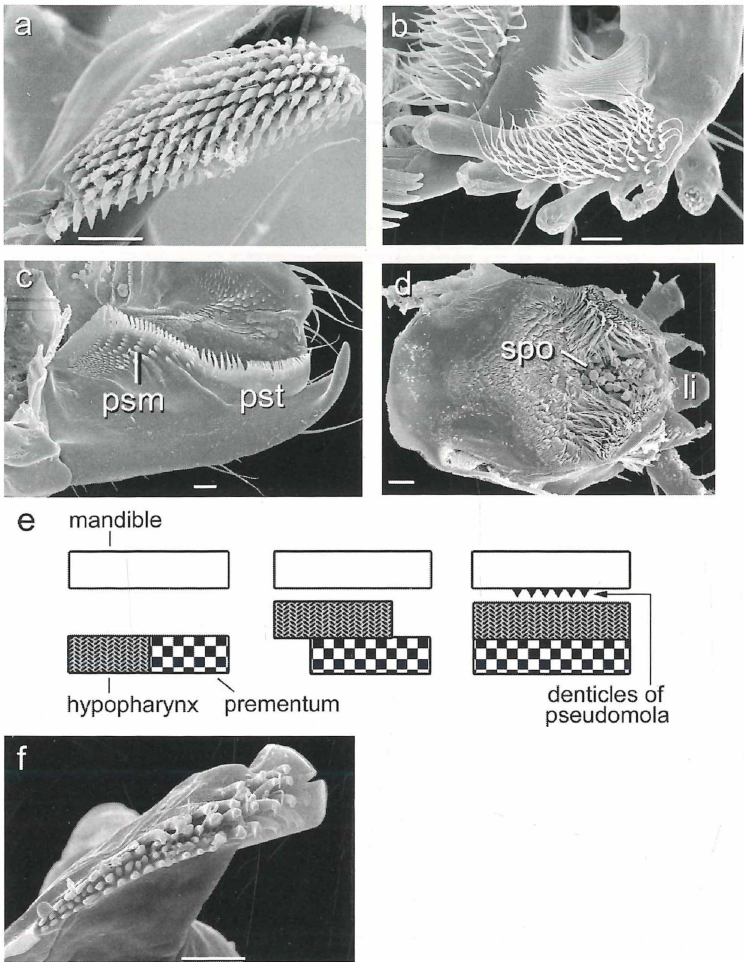 a
b
c
psm
pst
d
spo
li
e
mandible
hypopharynx
prementum
denticles of
pseudomola
f